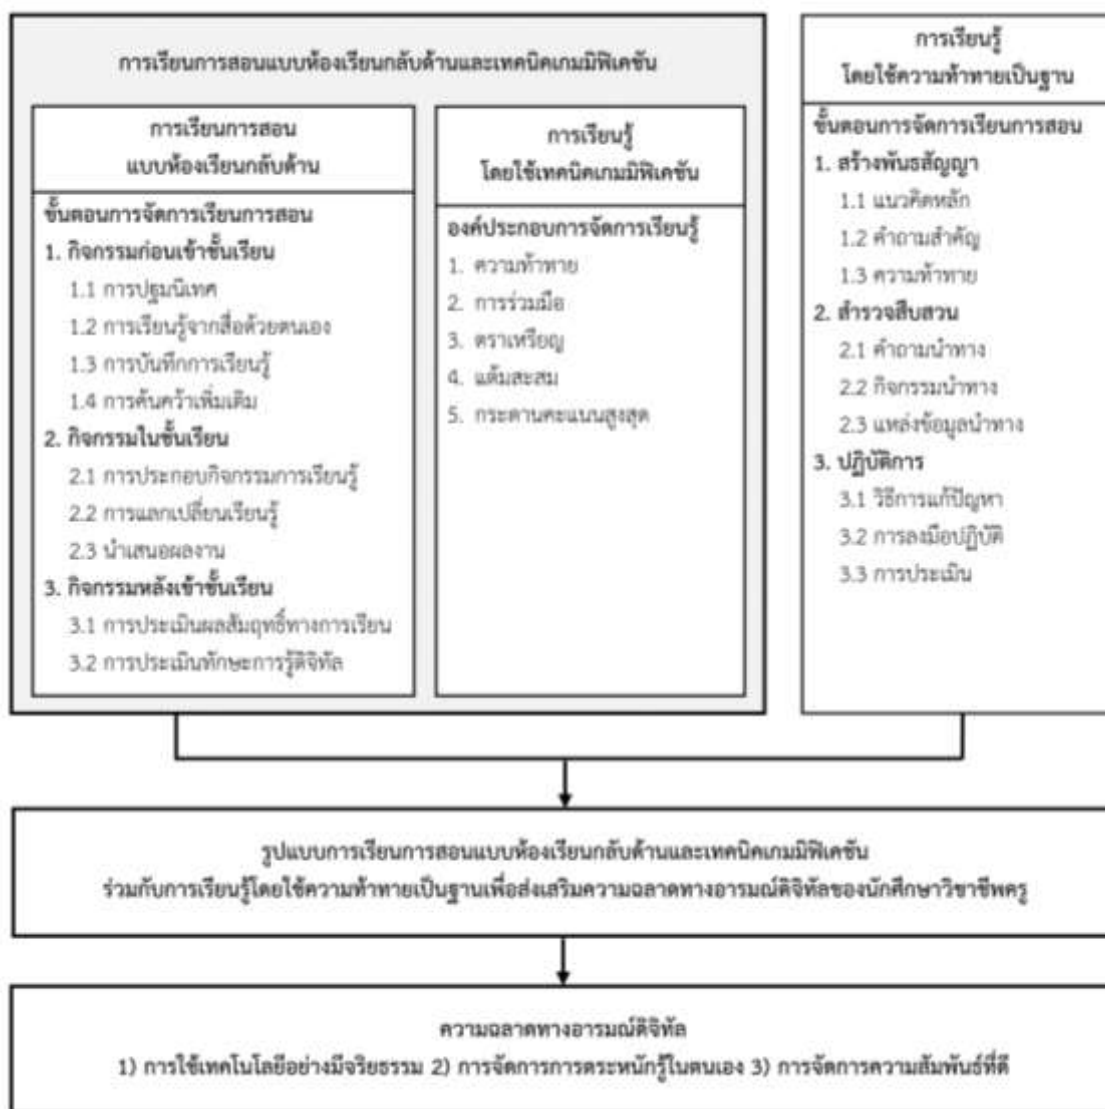 การเรียนการสอนแบบห้องเรียนกลับด้านและเทคนิคเกมมิฟิเคชัน
การเรียนการสอน
แบบห้องเรียนกลับด้าน
ขั้นตอนการจัดการเรียนการสอน
1. กิจกรรมก่อนเข้าชั้นเรียน
1.1 การปฐมนิเทศ
1.2 การเรียนรู้จากสื่อด้วยตนเอง
1.3 การบันทึกการเรียนรู้
1.4 การค้นคว้าเพิ่มเติม
2. กิจกรรมในชั้นเรียน
2.1 การประกอบกิจกรรมการเรียนรู้
2.2 การแลกเปลี่ยนเรียนรู้
2.3 นำเสนอผลงาน
3. กิจกรรมหลังเข้าชั้นเรียน
3.1 การประเมินผลสัมฤทธิ์ทางการเรียน
3.2 การประเมินทักษะการรู้ดิจิทัล
การเรียนรู้
โดยใช้เทคนิคเกมมิฟิเคชัน
องค์ประกอบการจัดการเรียนรู้
1. ความท้าทาย
2. การร่วมมือ
3. ตราเหรียญ
4. แต้มสะสม
5. กระดานคะแนนสูงสุด
การเรียนรู้
โดยใช้ความท้าทายเป็นฐาน
ขั้นตอนการจัดการเรียนการสอน
1. สร้างพันธสัญญา
1.1 แนวคิดหลัก
1.2 คำถามสำคัญ
1.3 ความท้าทาย
2. สำรวจสืบสวน
2.1 คำถามนำทาง
2.2 กิจกรรมนำทาง
2.3 แหล่งข้อมูลนำทาง
3. ปฏิบัติการ
3.1 วิธีการแก้ปัญหา
3.2 การลงมือปฏิบัติ
3.3 การประเมิน
รูปแบบการเรียนการสอนแบบห้องเรียนกลับด้านและเทคนิคเกมมิฟิเคชัน
ร่วมกับการเรียนรู้โดยใช้ความท้าทายเป็นฐานเพื่อส่งเสริมความฉลาดทางอารมณ์ดิจิทัลของนักศึกษาวิชาชีพครู
ความฉลาดทางอารมณ์ดิจิทัล
1) การใช้เทคโนโลยีอย่างมีจริยธรรม 2) การจัดการการตระหนักรู้ในตนเอง 3) การจัดการความสัมพันธ์ที่ดี